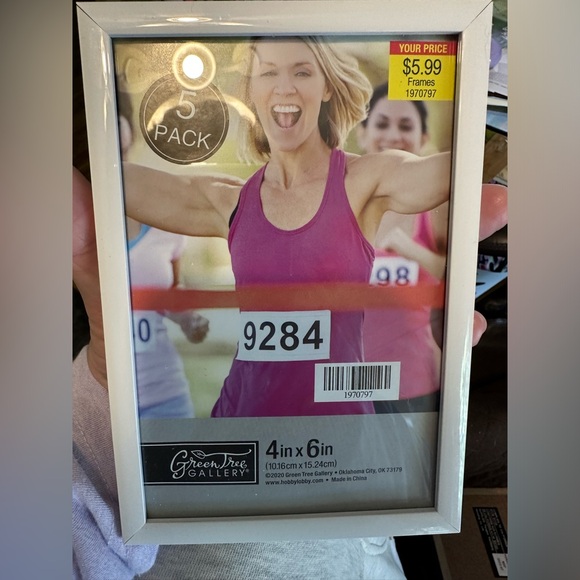 YOUR PRICE
$5.99
Frames
1970797
5
PACK
98
0
9284
1970797
Green Tree
GALLERY®
4in x 6in
(10.16cm x 15.24cm)
©2020 Green Tree Gallery • Oklahoma City, OK 73179
www.hobbylobby.com • Made in China